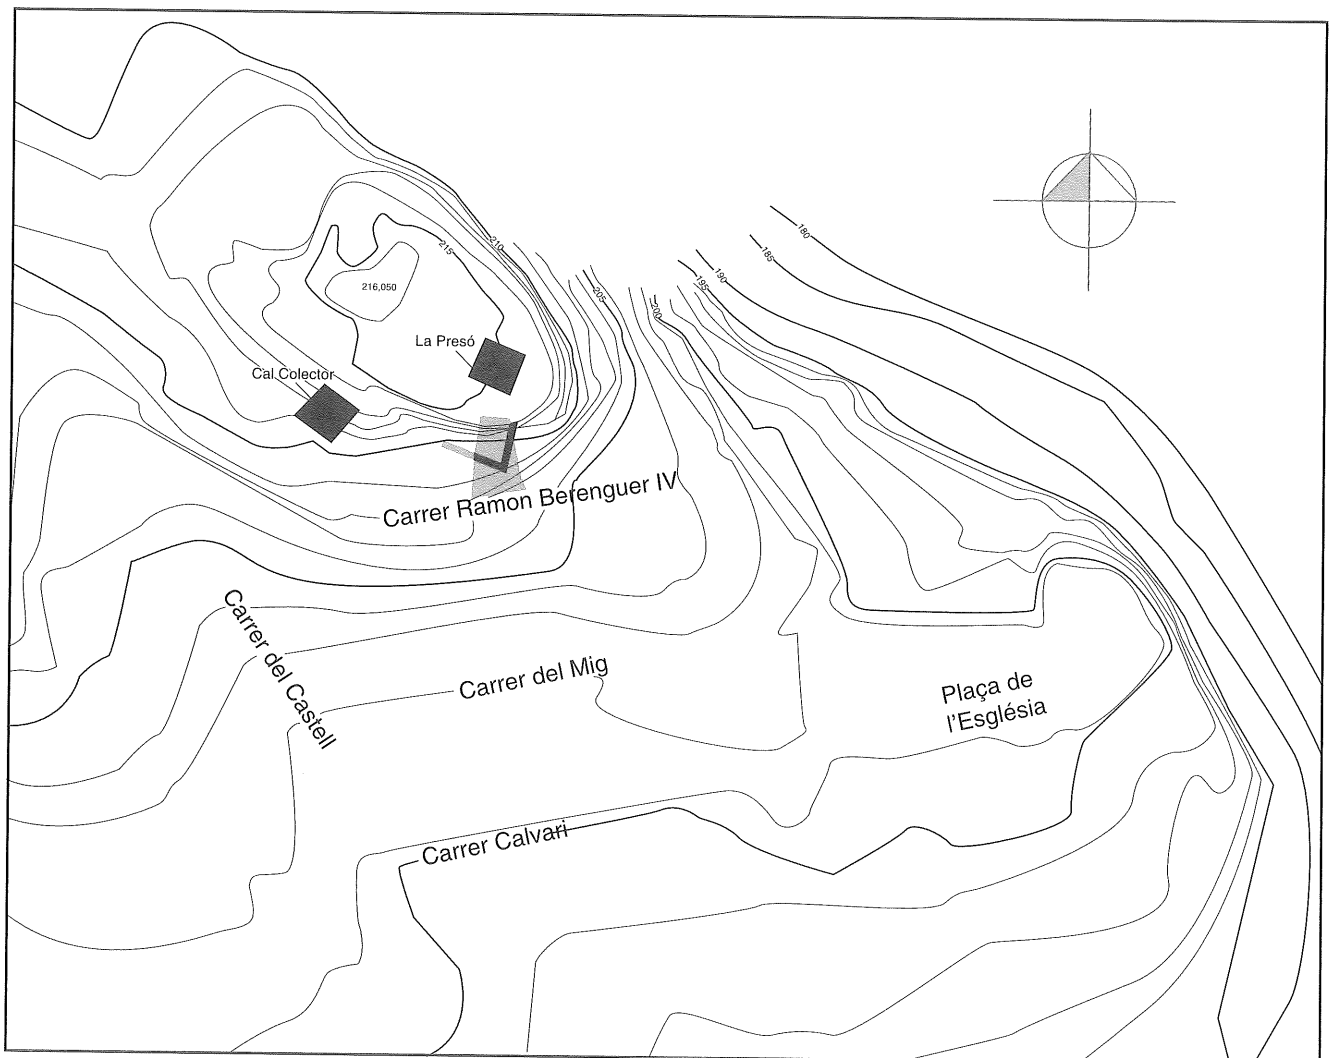 180
185
190
195
200
205
210
215
216,050
La Presó
Cal Colector
Carrer Ramon Berenguer IV
Carrer del Castell
Carrer del Mig
Plaça de
l'Església
Carrer Calvari